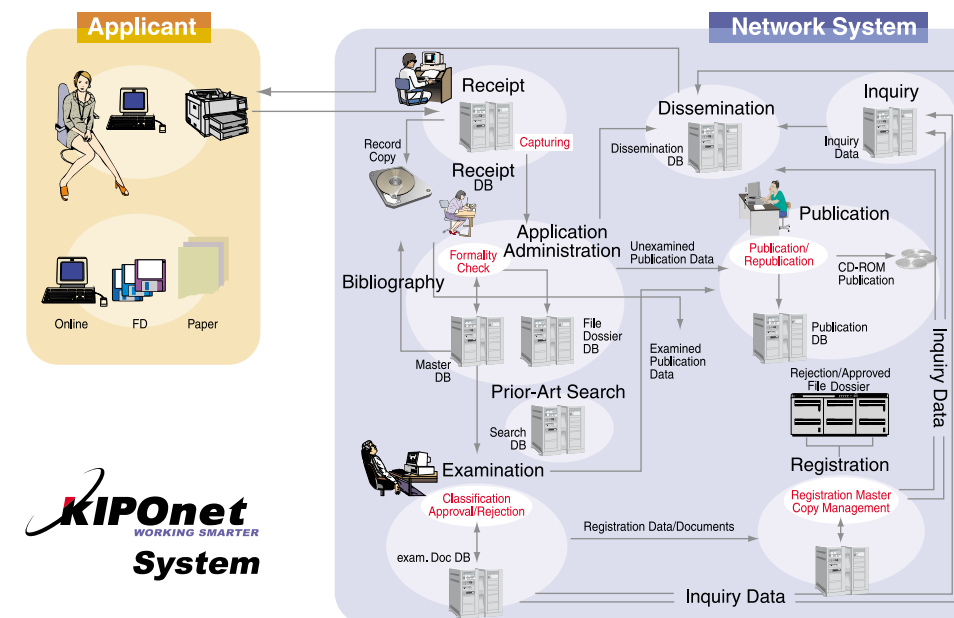 Applicant
Network System
Receipt
Capturing
Record
Copy
Receipt
DB
Dissemination
Dissemination
DB
Inquiry
Inquiry
Data
Online
FD
Paper
Application
Administration
Formality
Check
Bibliography
Master
DB
File
Dossier
DB
Unexamined
Publication Data
Examined
Publication
Data
Publication
Publication/
Republication
CD-ROM
Publication
Publication
DB
Prior-Art Search
Search
DB
Rejection/Approved
File Dossier
Inquiry Data
Examination
Classification
Approval/Rejection
exam. Doc DB
Registration Data/Documents
Registration
Registration Master
Copy Management
Inquiry Data
KIPOnet
WORKING SMARTER
System